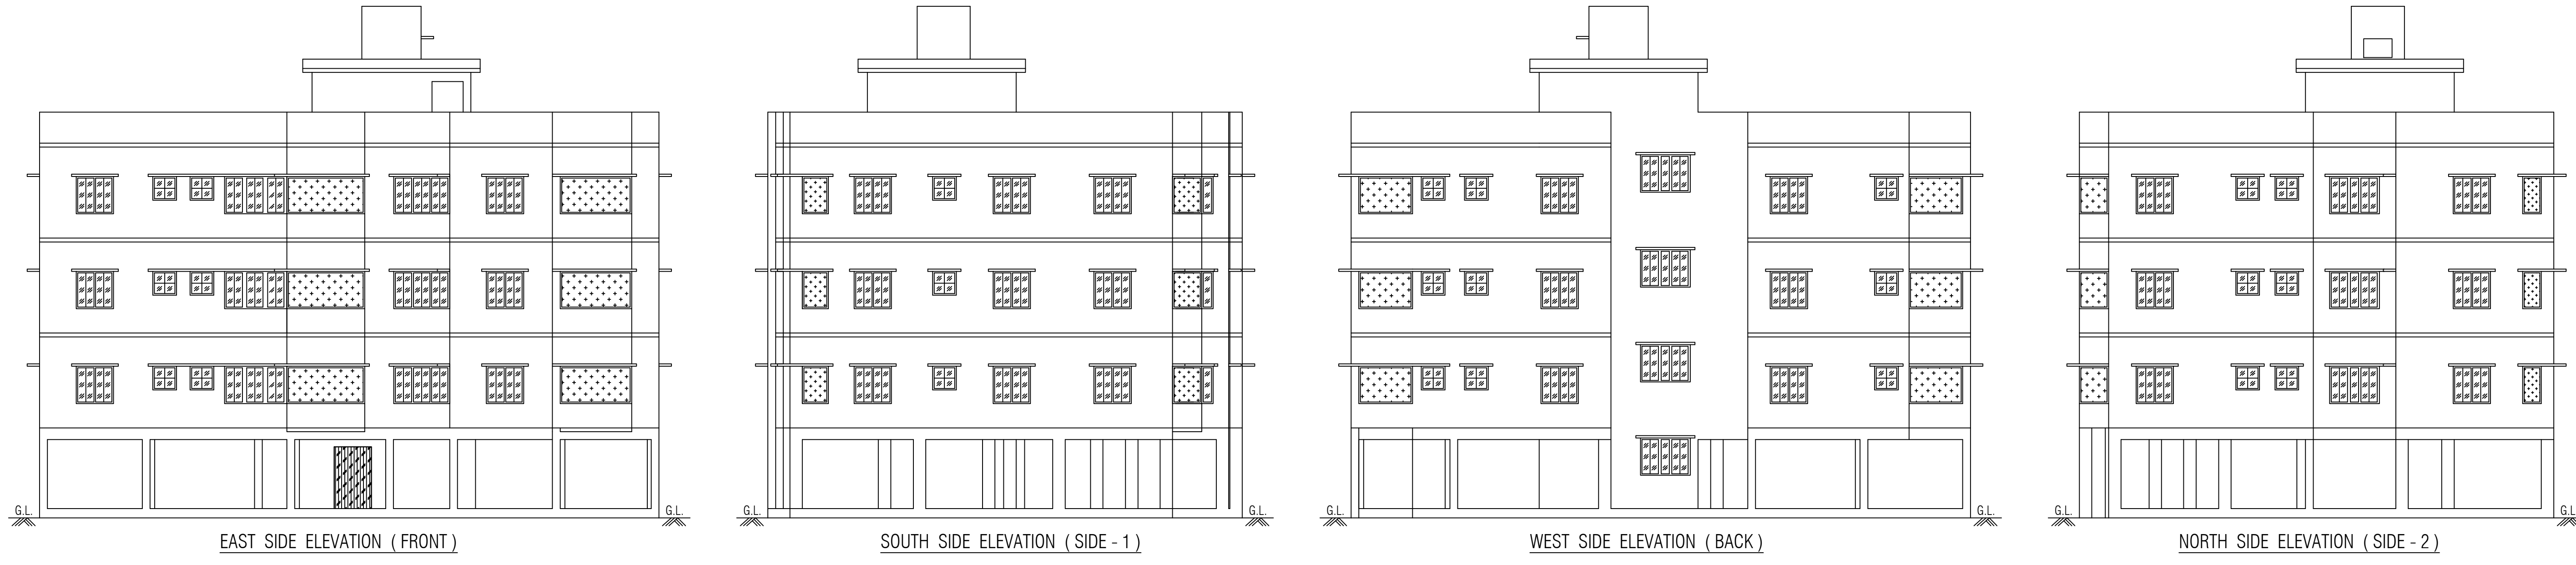 G.L. G.L. G.L. G.L. G.L. G.L. G.L. G.L.
EAST SIDE ELEVATION ( FRONT ) SOUTH SIDE ELEVATION ( SIDE - 1 ) WEST SIDE ELEVATION ( BACK ) NORTH SIDE ELEVATION ( SIDE - 2 )